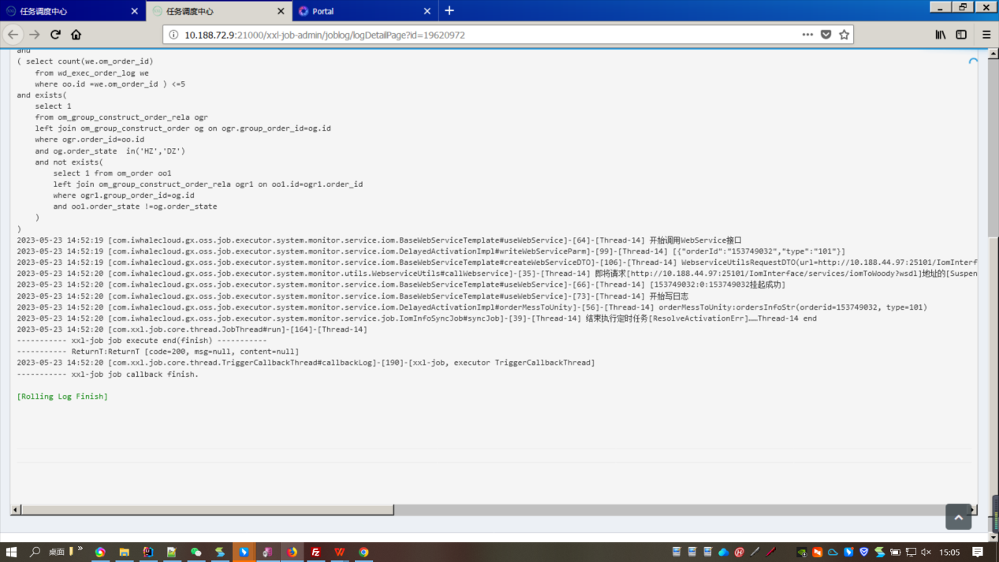 任务调度中心
任务调度中心
Portal
10.188.72.9:21000/xxl-job-admin/joblog/logDetailPage?id=19620972
and
( select count(we.om_order_id)
from wd_exec_order_log we
where oo.id =we.om_order_id ) <=5
and exists(
select 1
from om_group_construct_order_rela ogr
left join om_group_construct_order og on ogr.group_order_id=og.id
where ogr.order_id=oo.id
and og.order_state  in('HZ','DZ')
and not exists(
select 1 from om_order oo1
left join om_group_construct_order_rela ogr1 on oo1.id=ogr1.order_id
where ogr1.group_order_id=og.id
and oo1.order_state !=og.order_state
)
)
2023-05-23 14:52:19 [com.iwhalecloud.gx.oss.job.executor.system.monitor.service.iom.BaseWebServiceTemplate#useWebService]-[64]-[Thread-14] 开始调用WebService接口
2023-05-23 14:52:19 [com.iwhalecloud.gx.oss.job.executor.system.monitor.service.iom.DelayedActivationImpl#writeWebServiceParm]-[99]-[Thread-14] [{"orderId":"153749032","type":"101"}]
2023-05-23 14:52:19 [com.iwhalecloud.gx.oss.job.executor.system.monitor.service.iom.BaseWebServiceTemplate#createWebServiceDTO]-[106]-[Thread-14] WebserviceUtilsRequestDTO(url=http://10.188.44.97:25101/IomInterf
2023-05-23 14:52:20 [com.iwhalecloud.gx.oss.job.executor.system.monitor.utils.WebserviceUtils#callWebservice]-[35]-[Thread-14] 即将请求[http://10.188.44.97:25101/IomInterface/services/iomToWoody?wsdl]地址的[Suspen
2023-05-23 14:52:20 [com.iwhalecloud.gx.oss.job.executor.system.monitor.service.iom.BaseWebServiceTemplate#useWebService]-[66]-[Thread-14] [153749032:0:153749032挂起成功]
2023-05-23 14:52:20 [com.iwhalecloud.gx.oss.job.executor.system.monitor.service.iom.BaseWebServiceTemplate#useWebService]-[73]-[Thread-14] 开始写日志
2023-05-23 14:52:20 [com.iwhalecloud.gx.oss.job.executor.system.monitor.service.iom.DelayedActivationImpl#orderMessToUnity]-[56]-[Thread-14] orderMessToUnity:ordersInfoStr(orderid=153749032, type=101)
2023-05-23 14:52:20 [com.iwhalecloud.gx.oss.job.executor.system.monitor.service.job.IomInfoSyncJob#syncJob]-[39]-[Thread-14] 结束执行定时任务[ResolveActivationErr]……Thread-14 end
2023-05-23 14:52:20 [com.xxl.job.core.thread.JobThread#run]-[164]-[Thread-14]
----------- xxl-job job execute end(finish) -----------
----------- ReturnT:ReturnT [code=200, msg=null, content=null]
2023-05-23 14:52:20 [com.xxl.job.core.thread.TriggerCallbackThread#callbackLog]-[190]-[xxl-job, executor TriggerCallbackThread]
----------- xxl-job job callback finish.
[Rolling Log Finish]
桌面
15:05